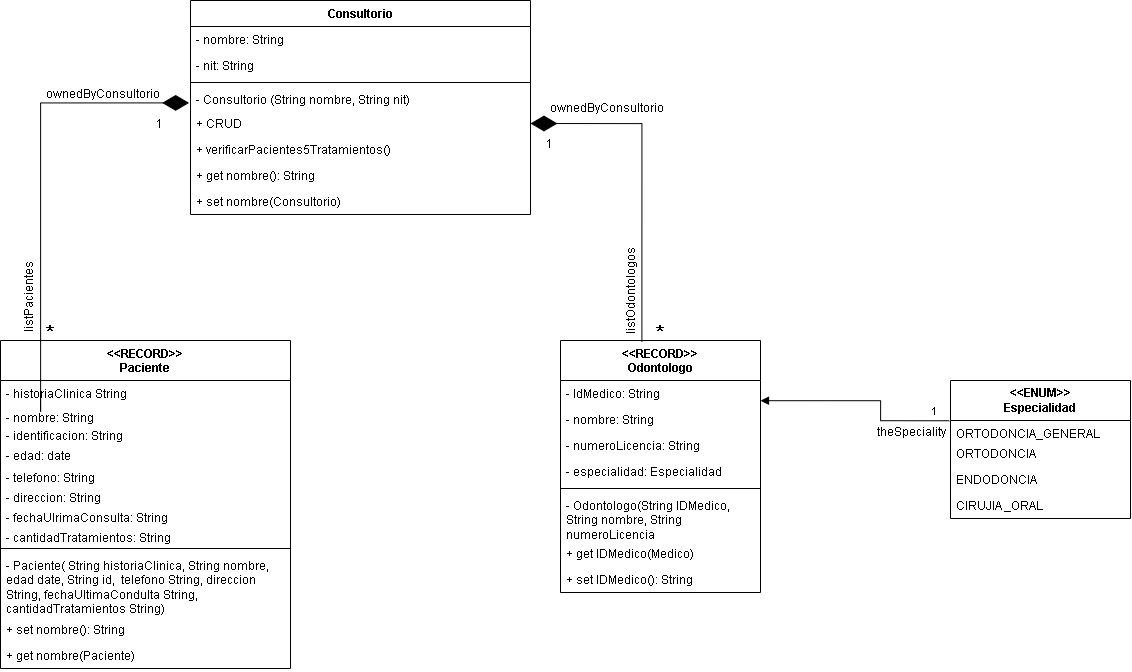 Consultorio
- nombre: String
- nit: String
- Consultorio (String nombre, String nit)
+ CRUD
+ verificarPacientes5Tratamientos()
+ get nombre(): String
+ set nombre(Consultorio)
ownedByConsultorio
1
ownedByConsultorio
1
listPacientes
*
listOdontologos
*
<<RECORD>>
Paciente
- historiaClinica String
- nombre: String
- identificacion: String
- edad: date
- telefono: String
- direccion: String
- fechaUlrimaConsulta: String
- cantidadTratamientos: String
- Paciente( String historiaClinica, String nombre,
edad date, String id,  telefono String, direccion
String, fechaUltimaCondulta String,
cantidadTratamientos String)
+ set nombre(): String
+ get nombre(Paciente)
<<RECORD>>
Odontologo
- IdMedico: String
- nombre: String
- numeroLicencia: String
- especialidad: Especialidad
- Odontologo(String IDMedico,
String nombre, String
numeroLicencia
+ get IDMedico(Medico)
+ set IDMedico(): String
1
theSpeciality
<<ENUM>>
Especialidad
ORTODONCIA_GENERAL
ORTODONCIA
ENDODONCIA
CIRUJIA_ORAL